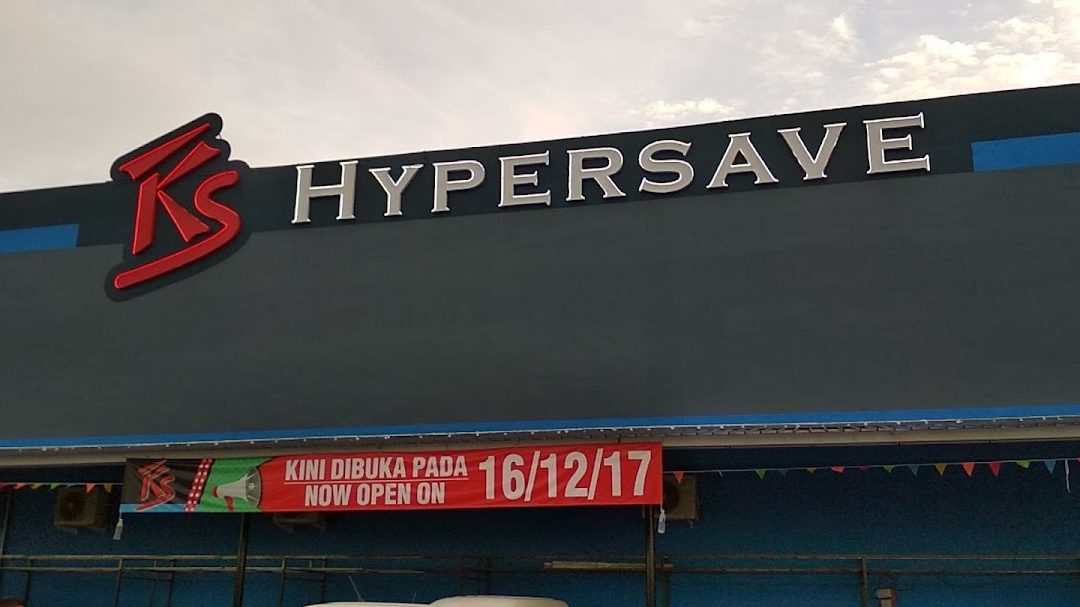 KS HYPERSAVE
KS
KINI DIBUKA PADA
NOW OPEN ON
16/12/17